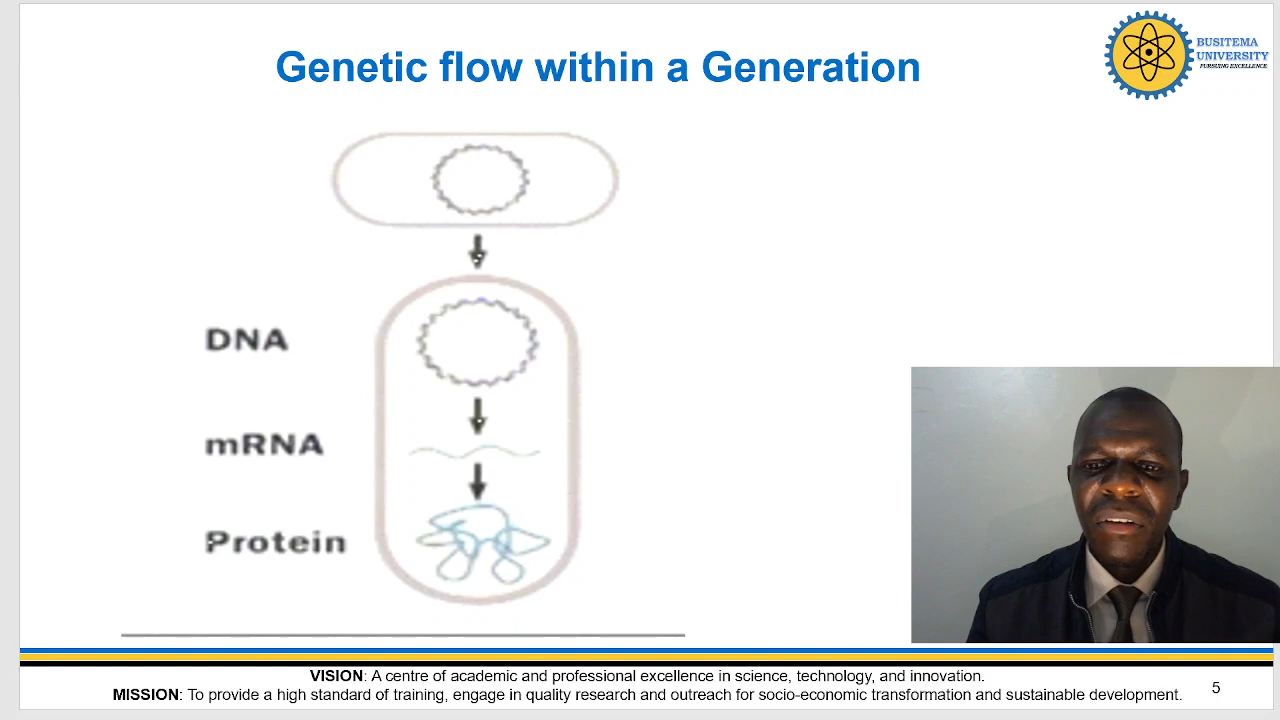 Genetic flow within a Generation
BUSITEMA
UNIVERSITY
PURSUING EXCELLENCE
DNA
mRNA
Protein
VISION: A centre of academic and professional excellence in science, technology, and innovation.
MISSION: To provide a high standard of training, engage in quality research and outreach for socio-economic transformation and sustainable development.
5